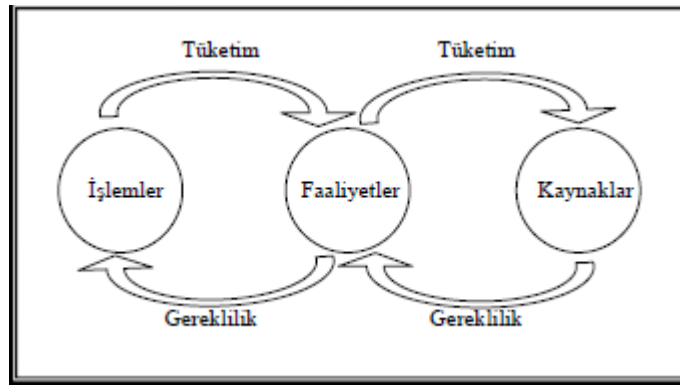 Tüketim
Tüketim
İşlemler
Faaliyetler
Kaynaklar
Gereklilik
Gereklilik